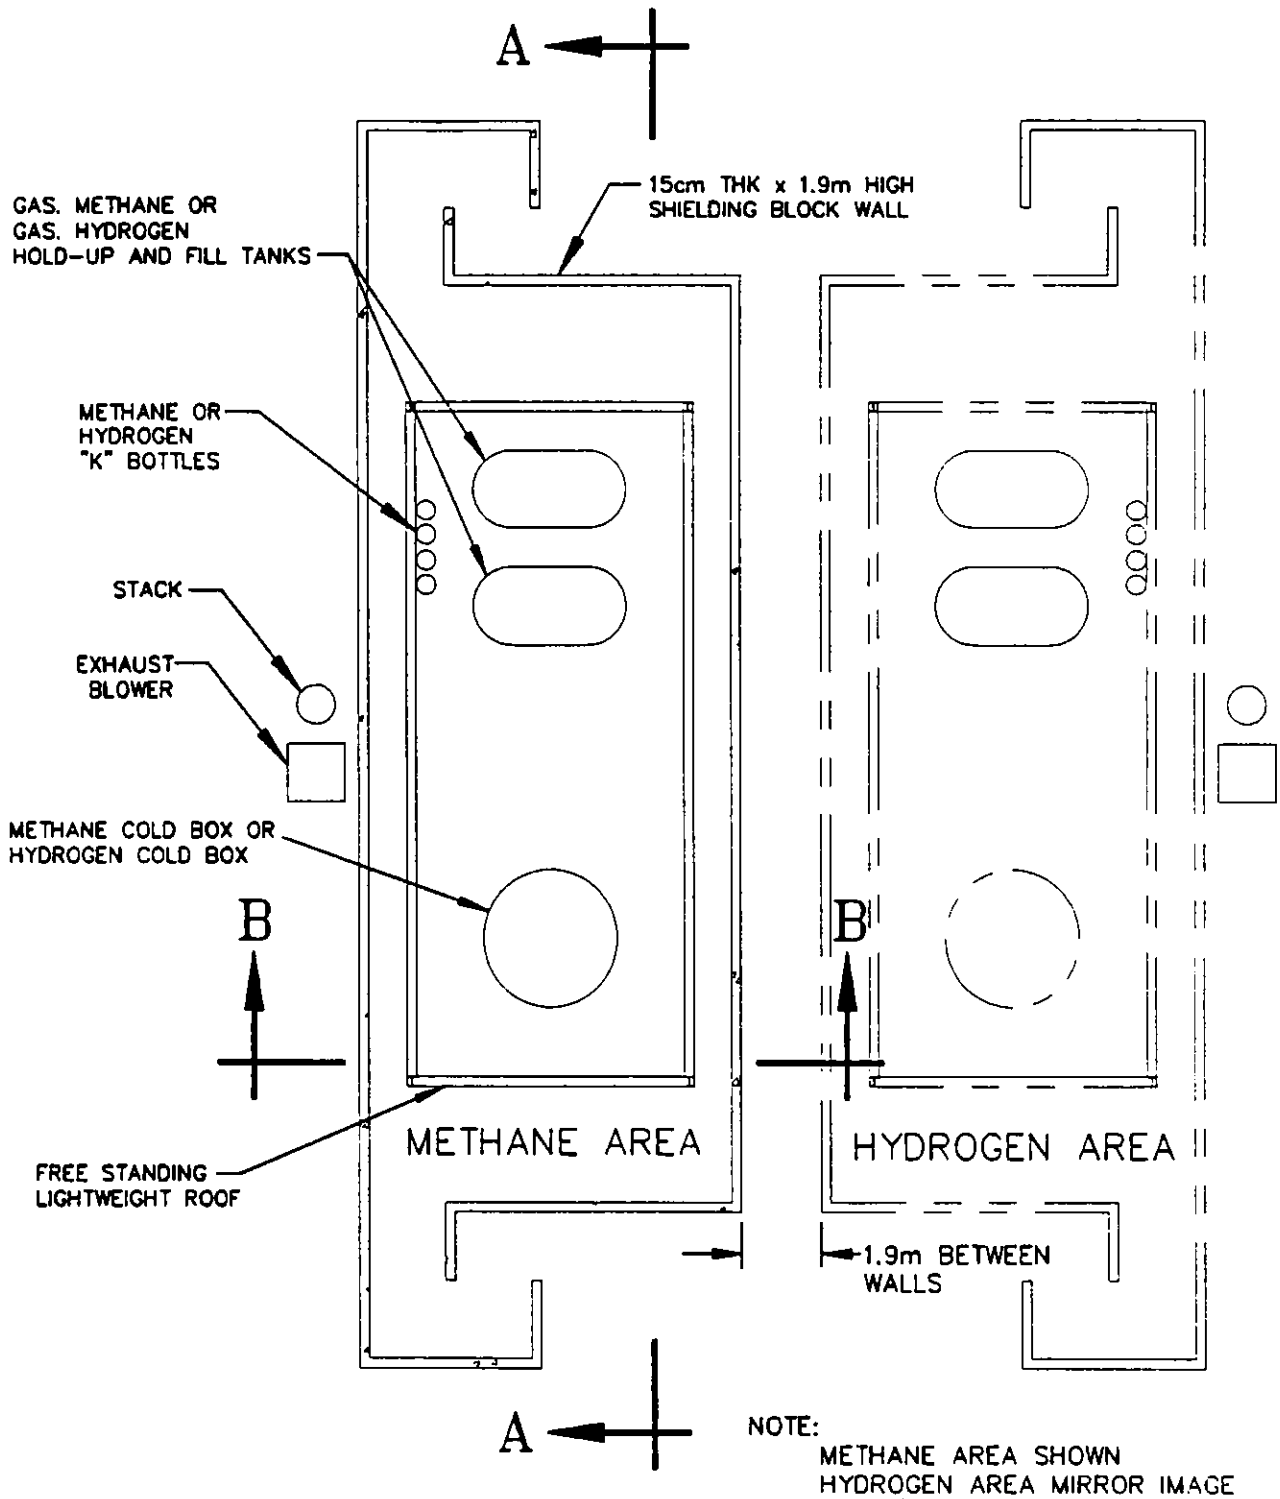 A
15cm THK x 1.9m HIGH
SHIELDING BLOCK WALL
GAS. METHANE OR
GAS. HYDROGEN
HOLD-UP AND FILL TANKS
METHANE OR
HYDROGEN
"K" BOTTLES
STACK
EXHAUST
BLOWER
METHANE COLD BOX OR
HYDROGEN COLD BOX
B
B
METHANE AREA
HYDROGEN AREA
FREE STANDING
LIGHTWEIGHT ROOF
1.9m BETWEEN
WALLS
A
NOTE:
METHANE AREA SHOWN
HYDROGEN AREA MIRROR IMAGE